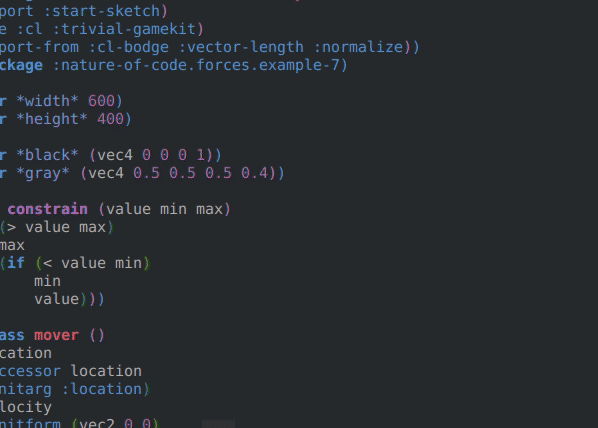 port :start-sketch)
e :cl :trivial-gamekit)
port-from :cl-bodge :vector-length :normalize))
ckage :nature-of-code.forces.example-7)
r *width* 600)
r *height* 400)
r *black* (vec4 0 0 0 1))
r *gray* (vec4 0.5 0.5 0.5 0.4))
constrain (value min max)
(> value max)
max
(if (< value min)
min
value)))
ass mover ()
cation
ccessor location
nitarg :location)
locity
nitform (vec2 0 0)